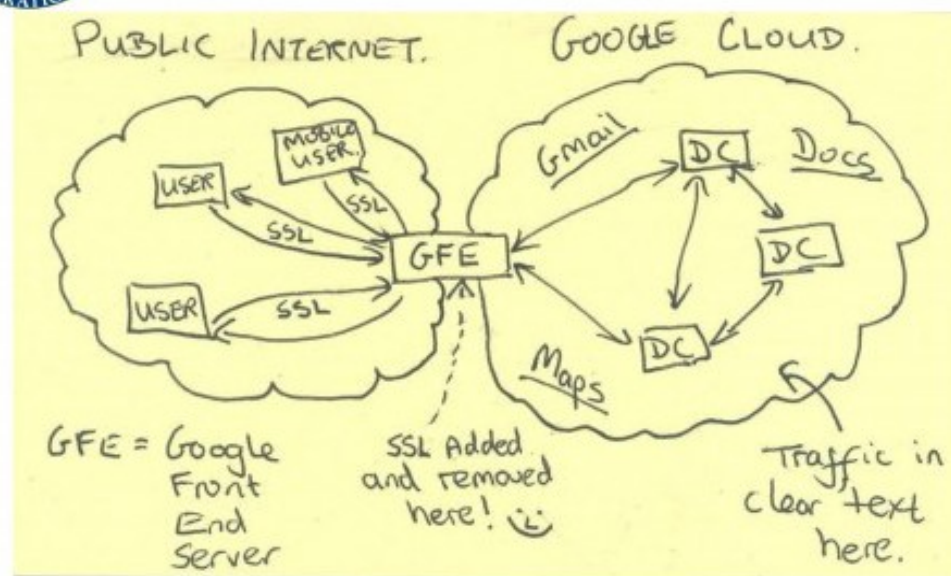 PUBLIC INTERNET.
GOOGLE CLOUD.
MOBILE
USER.
USER
SSL
SSL
GFE
USER
SSL
Gmail
DC
Docs
DC
DC
Maps
GFE = Google
Front
End
Server
SSL Added
and removed
here!
Traffic in
clear text
here.